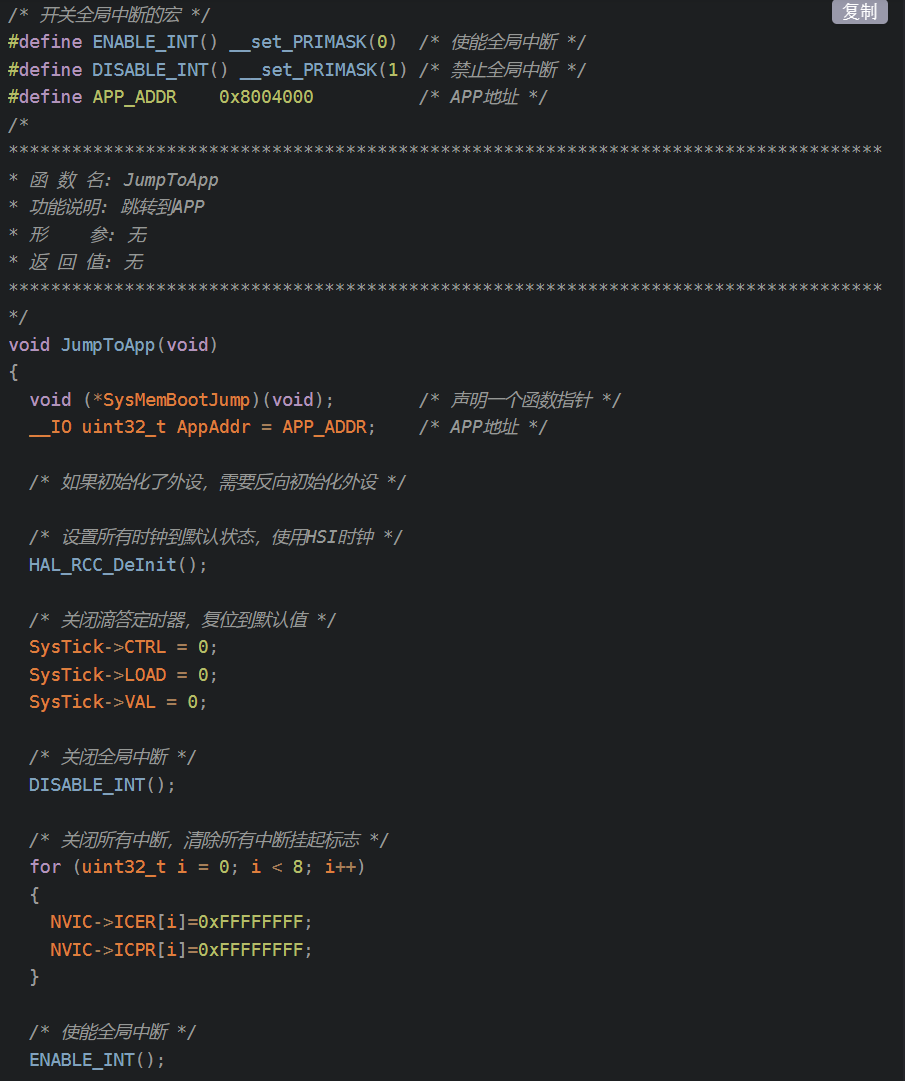 复制
/* 开关全局中断的宏 */
#define ENABLE_INT() __set_PRIMASK(0)  /* 使能全局中断 */
#define DISABLE_INT() __set_PRIMASK(1) /* 禁止全局中断 */
#define APP_ADDR    0x8004000          /* APP地址 */
/*
***********************************************************************************
* 函 数 名: JumpToApp
* 功能说明: 跳转到APP
* 形    参: 无
* 返 回 值: 无
***********************************************************************************
*/
void JumpToApp(void)
{
  void (*SysMemBootJump)(void);        /* 声明一个函数指针 */
  __IO uint32_t AppAddr = APP_ADDR;    /* APP地址 */
  /* 如果初始化了外设，需要反向初始化外设 */
  /* 设置所有时钟到默认状态，使用HSI时钟 */
  HAL_RCC_DeInit();
  /* 关闭滴答定时器，复位到默认值 */
  SysTick->CTRL = 0;
  SysTick->LOAD = 0;
  SysTick->VAL = 0;
  /* 关闭全局中断 */
  DISABLE_INT();
  /* 关闭所有中断，清除所有中断挂起标志 */
  for (uint32_t i = 0; i < 8; i++)
  {
    NVIC->ICER[i]=0xFFFFFFFF;
    NVIC->ICPR[i]=0xFFFFFFFF;
  }
  /* 使能全局中断 */
  ENABLE_INT();